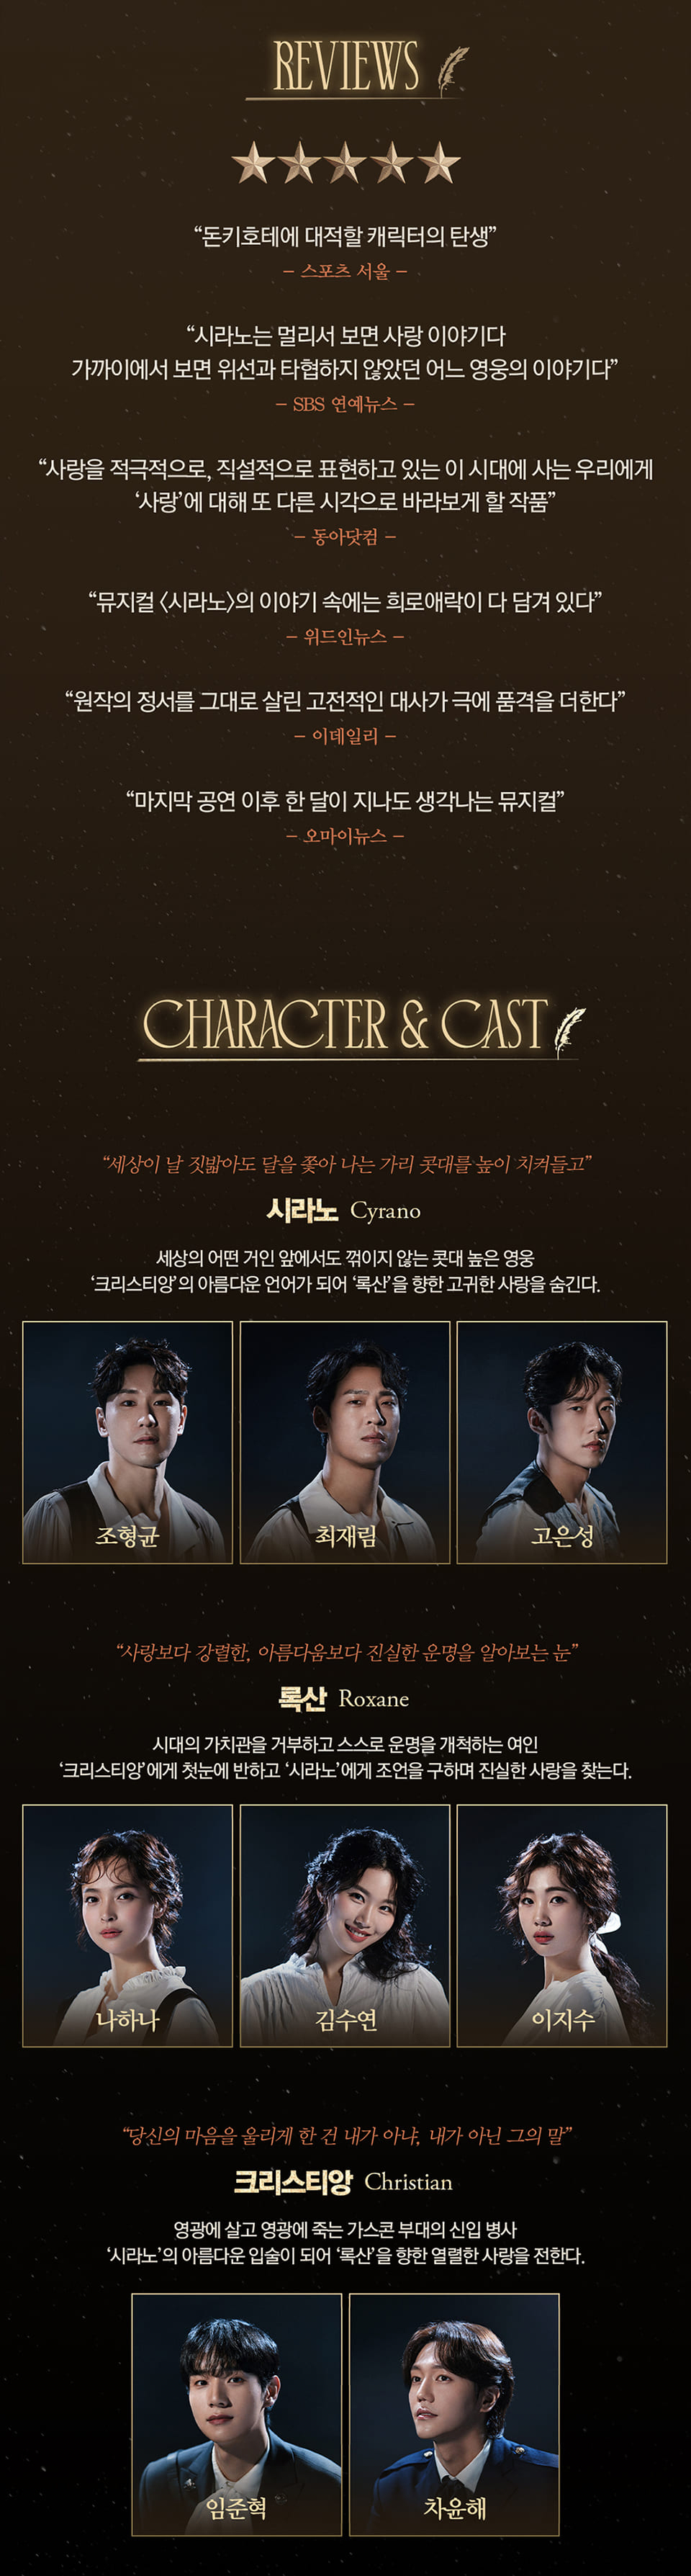 REVIEWS
“돈키호테에 대적할 캐릭터의 탄생”
– 스포츠 서울 –
“시라노는 멀리서 보면 사랑 이야기다
가까이에서 보면 위선과 타협하지 않았던 어느 영웅의 이야기다”
– SBS 연예뉴스 –
“사랑을 적극적으로, 직설적으로 표현하고 있는 이 시대에 사는 우리에게
‘사랑’에 대해 또 다른 시각으로 바라보게 할 작품”
– 동아닷컴 –
“뮤지컬 〈시라노〉의 이야기 속에는 희로애락이 다 담겨 있다”
– 위드인뉴스 –
“원작의 정서를 그대로 살린 고전적인 대사가 극에 품격을 더한다”
– 이데일리 –
“마지막 공연 이후 한 달이 지나도 생각나는 뮤지컬”
– 오마이뉴스 –
CHARACTER & CAST
“세상이 날 짓밟아도 달을 쫓아 나는 가리 콧대를 높이 치켜들고”
시라노 Cyrano
세상의 어떤 거인 앞에서도 꺾이지 않는 콧대 높은 영웅
‘크리스티앙’의 아름다운 언어가 되어 ‘록산’을 향한 고귀한 사랑을 숨긴다.
조형균 최재림 고은성
“사랑보다 강렬한, 아름다움보다 진실한 운명을 알아보는 눈”
록산 Roxane
시대의 가치관을 거부하고 스스로 운명을 개척하는 여인
‘크리스티앙’에게 첫눈에 반하고 ‘시라노’에게 조언을 구하며 진실한 사랑을 찾는다.
나하나 김수연 이지수
“당신의 마음을 울리게 한 건 내가 아냐, 내가 아닌 그의 말”
크리스티앙 Christian
영광에 살고 영광에 죽는 가스콘 부대의 신입 병사
‘시라노’의 아름다운 입술이 되어 ‘록산’을 향한 열렬한 사랑을 전한다.
임준혁 차윤해